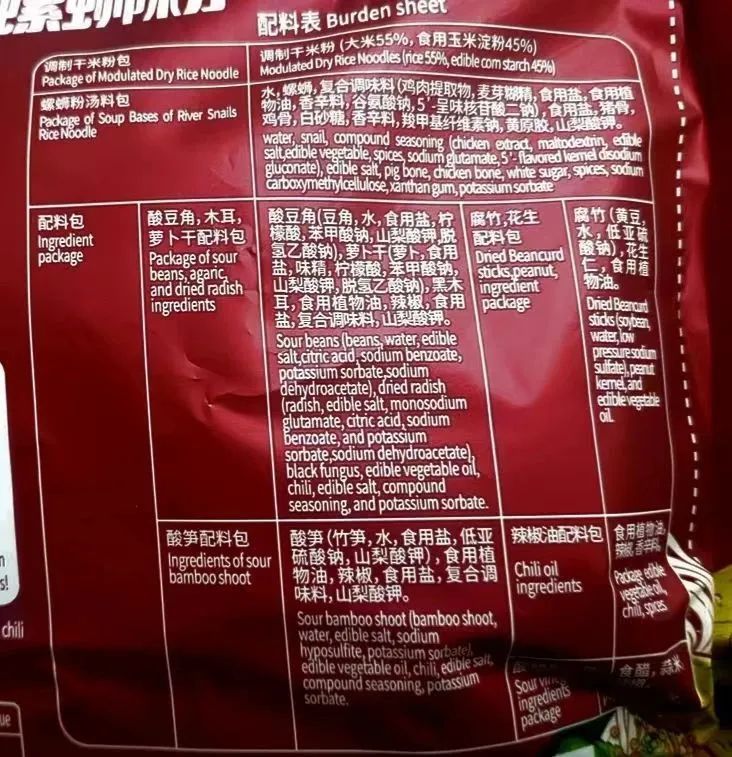 配料表 Burden sheet
调制干米粉包
Package of Modulated Dry Rice Noodle
调制干米粉 (大米55%, 食用玉米淀粉45%)
Modulated Dry Rice Noodles (rice 55%, edible corn starch 45%)
螺蛳粉汤料包
Package of Soup Bases of River Snails
Rice Noodle
水, 螺蛳, 复合调味料 (鸡肉提取物, 麦芽糊精, 食用盐, 食用植
物油, 香辛料, 谷氨酸钠, 5'-呈味核苷酸二钠), 食用盐, 猪骨,
鸡骨, 白砂糖, 香辛料, 羧甲基纤维素钠, 黄原胶, 山梨酸钾。
water, snail, compound seasoning (chicken extract, maltodextrin, edible
salt,edible vegetable, spices, sodium glutamate, 5'- flavored kernel disodium
gluconate), edible salt, pig bone, chicken bone, white sugar, spices, sodium
carboxymethylcellulose, xanthan gum, potassium sorbate
配料包
Ingredient
package
酸豆角, 木耳,
萝卜干配料包
Package of sour
beans, agaric,
and dried radish
ingredients
酸豆角(豆角, 水, 食用盐, 柠
檬酸, 苯甲酸钠, 山梨酸钾, 脱
氢乙酸钠), 萝卜干(萝卜, 食用
盐, 味精, 柠檬酸, 苯甲酸钠,
山梨酸钾, 脱氢乙酸钠), 黑木
耳, 食用植物油, 辣椒, 食用
盐, 复合调味料, 山梨酸钾。
Sour beans (beans, water, edible
salt,citric acid, sodium benzoate,
potassium sorbate,sodium
dehydroacetate), dried radish
(radish, edible salt, monosodium
glutamate, citric acid, sodium
benzoate, and potassium
sorbate,sodium dehydroacetate),
black fungus, edible vegetable oil,
chili, edible salt, compound
seasoning, and potassium sorbate.
腐竹,花生
配料包
Dried Beancurd
sticks,peanut,
ingredient
package
腐竹 (黄豆,
水, 低亚硫
酸钠), 花生
仁, 食用植
物油。
Dried Beancurd
sticks (soybean,
water, low
pressure sodium
sulfate), peanut
kernel, and
edible vegetable
oil.
酸笋配料包
Ingredients of sour
bamboo shoot
酸笋 (竹笋, 水, 食用盐, 低亚
硫酸钠, 山梨酸钾), 食用植
物油, 辣椒, 食用盐, 复合调
味料, 山梨酸钾。
Sour bamboo shoot (bamboo shoot,
water, edible salt, sodium
hyposulfite, potassium sorbate),
edible vegetable oil, chili, edible salt,
compound seasoning, potassium
sorbate.
辣椒油配料包
Chili oil
ingredients
食用植物油,
辣椒, 香辛料
Package edible
vegetable oil,
chili, spices
Sour
ingredients
package
食醋, 蒜米
s!
chili